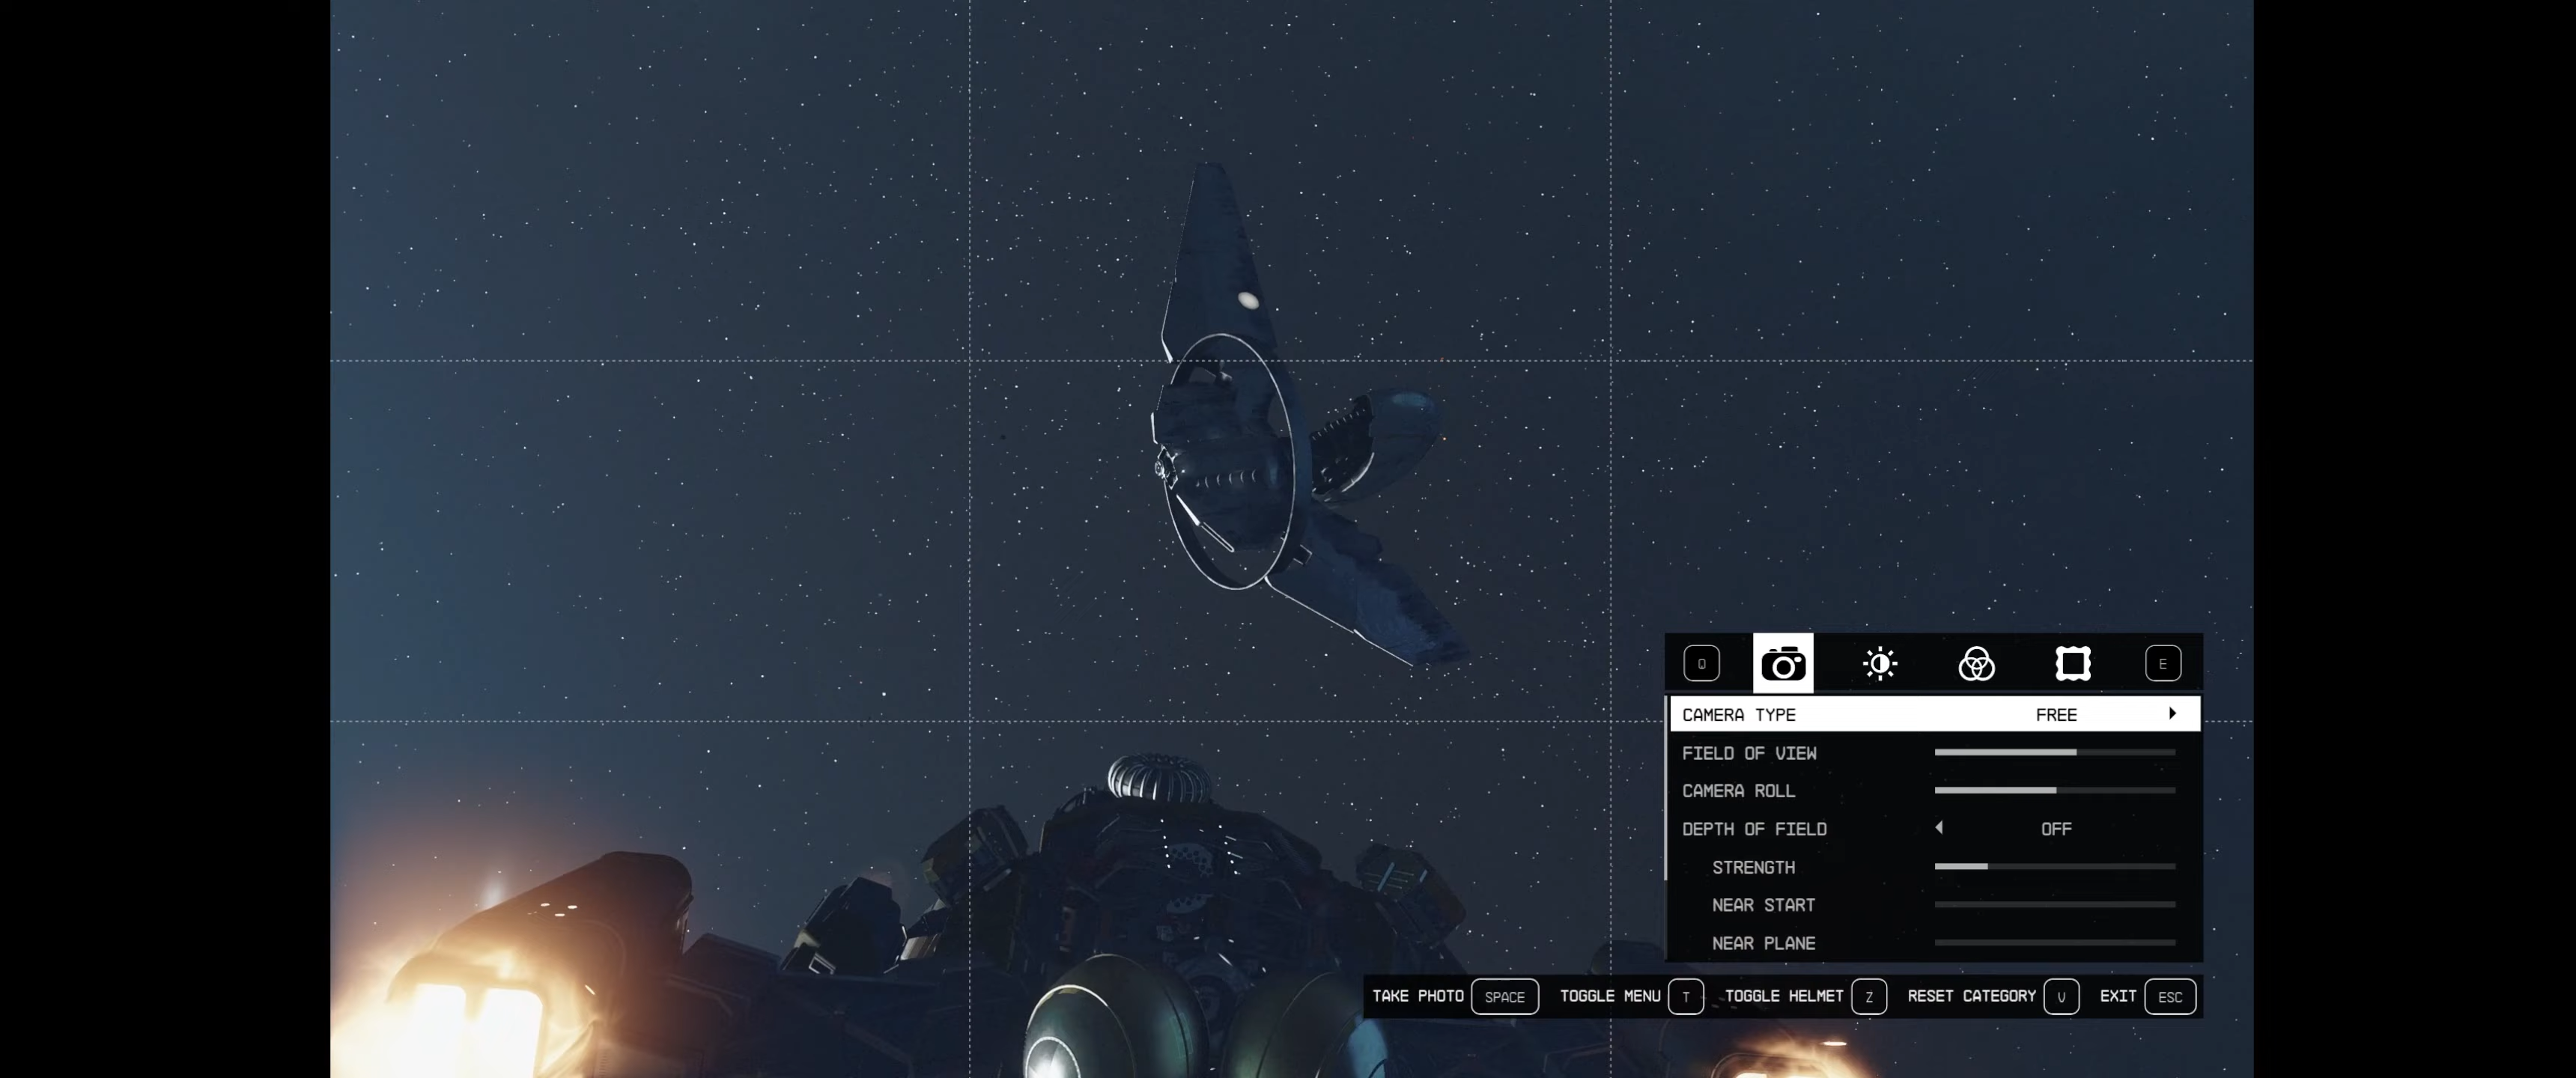 Q E
CAMERA TYPE FREE
FIELD OF VIEW
CAMERA ROLL
DEPTH OF FIELD OFF
STRENGTH
NEAR START
NEAR PLANE
TAKE PHOTO SPACE TOGGLE MENU T TOGGLE HELMET Z RESET CATEGORY V EXIT ESC